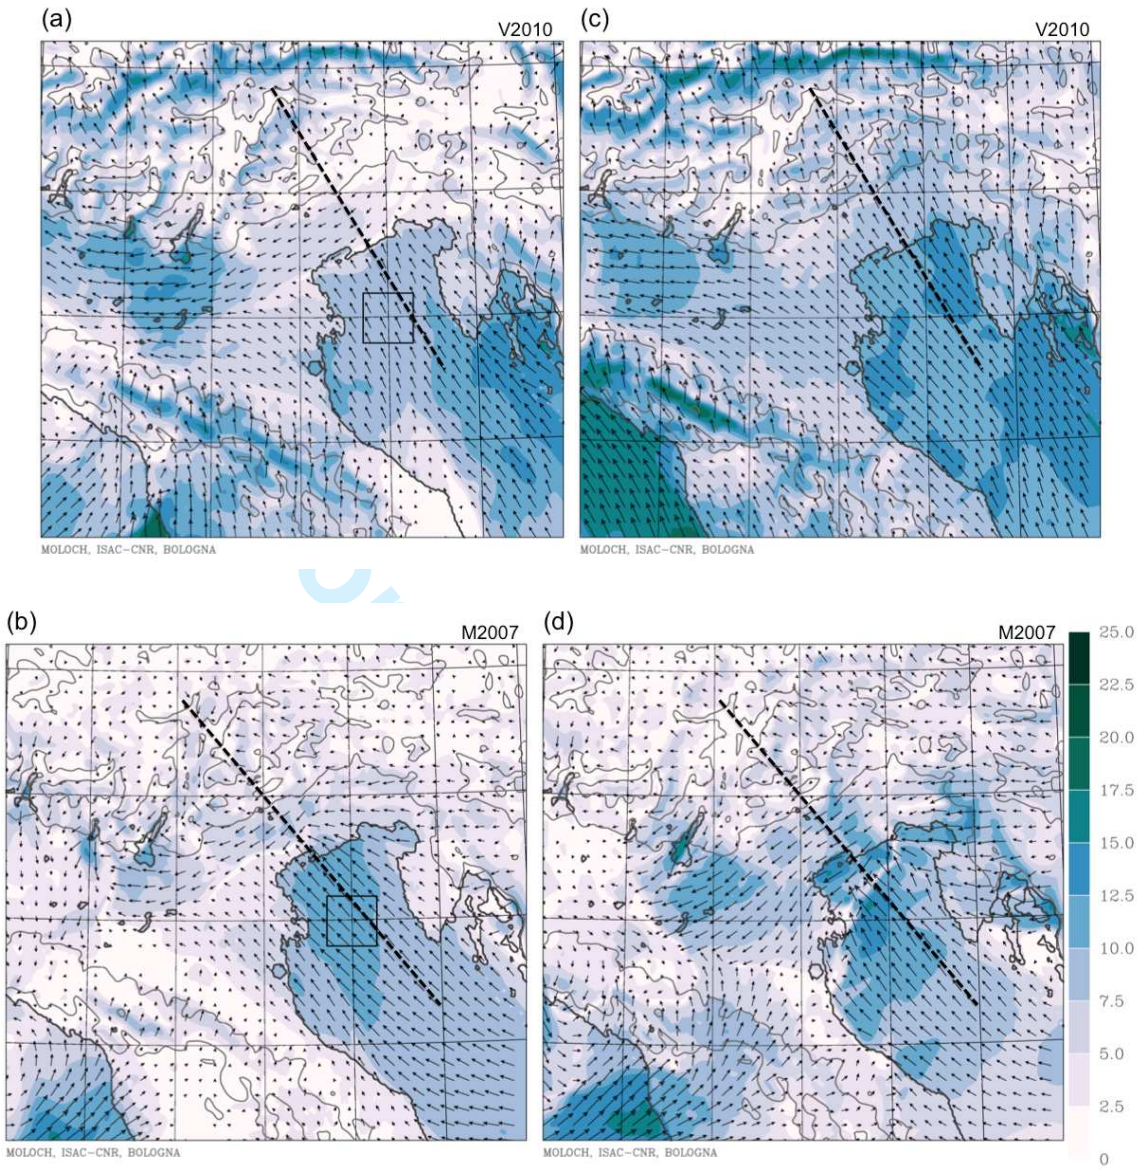 (a)
V2010
(c)
V2010
MOLOCH, ISAC-CNR, BOLOGNA
MOLOCH, ISAC-CNR, BOLOGNA
(b)
M2007
(d)
M2007
25.0
22.5
20.0
17.5
15.0
12.5
10.0
7.5
5.0
2.5
0
MOLOCH, ISAC-CNR, BOLOGNA
MOLOCH, ISAC-CNR, BOLOGNA